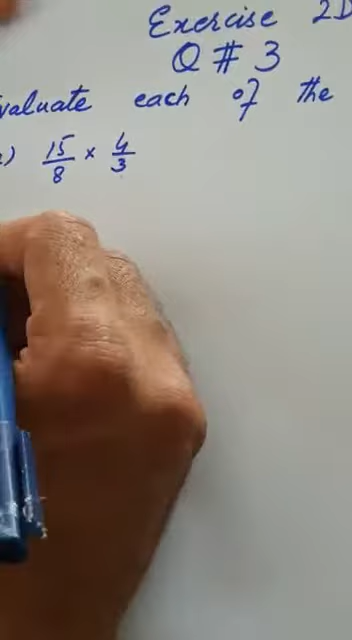 Exercise 2D
Q # 3
valuate each of the
) 15/8 × 4/3